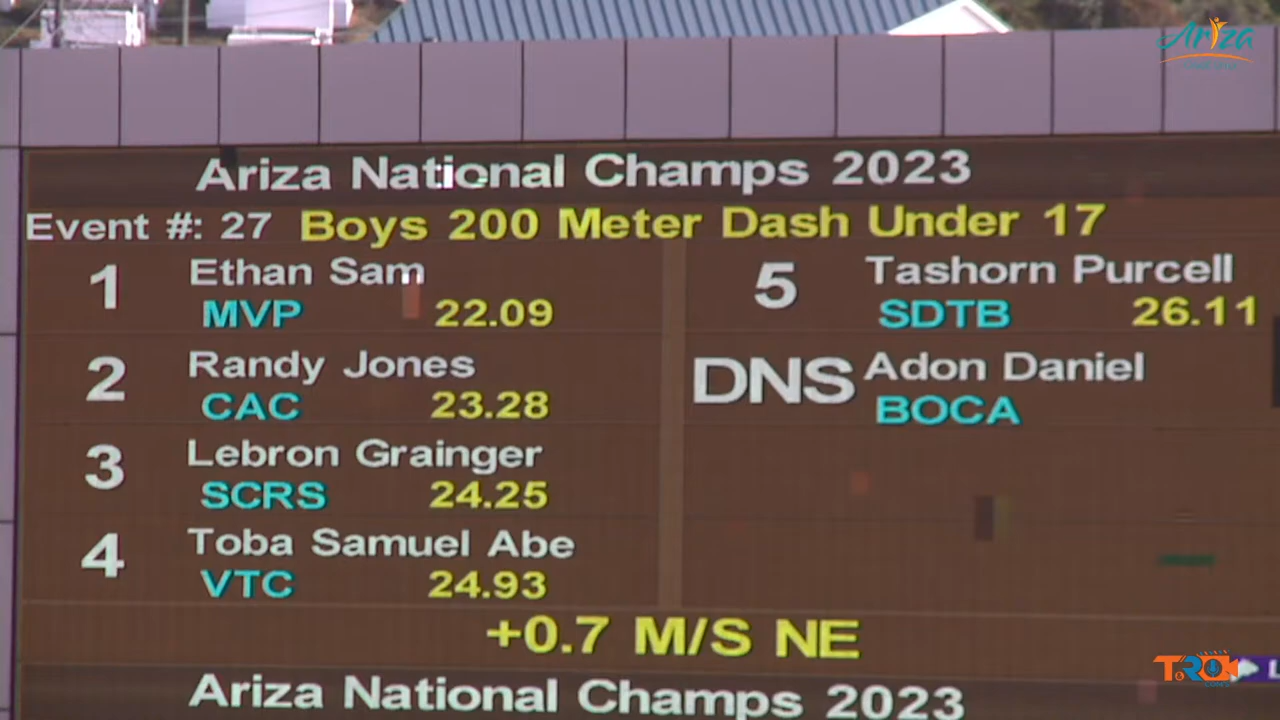 Ariza
Ariza National Champs 2023
Event #: 27 Boys 200 Meter Dash Under 17
1 Ethan Sam
MVP 22.09
2 Randy Jones
CAC 23.28
3 Lebron Grainger
SCRS 24.25
4 Toba Samuel Abe
VTC 24.93
5 Tashorn Purcell
SDTB 26.11
DNS Adon Daniel
BOCA
+0.7 M/S NE
Ariza National Champs 2023